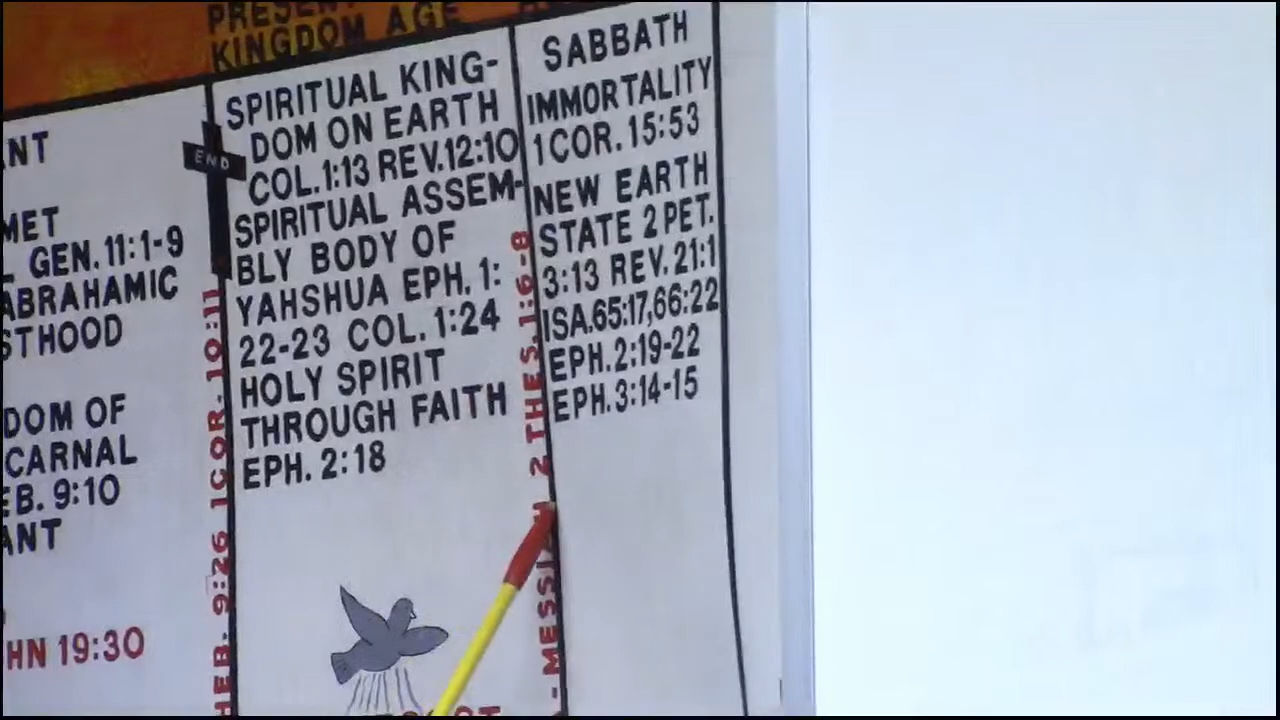 PRESENT
KINGDOM AGE
NT
MET
GEN. 11:1-9
ABRAHAMIC
STHOOD
DOM OF
CARNAL
EB. 9:10
ANT
HN 19:30
END
HEB. 9:26 1COR. 10:11
SPIRITUAL KING-
DOM ON EARTH
COL. 1:13 REV. 12:10
SPIRITUAL ASSEM-
BLY BODY OF
YAHSHUA EPH. 1:
22-23 COL. 1:24
HOLY SPIRIT
THROUGH FAITH
EPH. 2:18
- MESSIAH 2 THES. 1:6-8
SABBATH
IMMORTALITY
1COR. 15:53
NEW EARTH
STATE 2 PET.
3:13 REV. 21:1
ISA. 65:17, 66:22
EPH. 2:19-22
EPH. 3:14-15